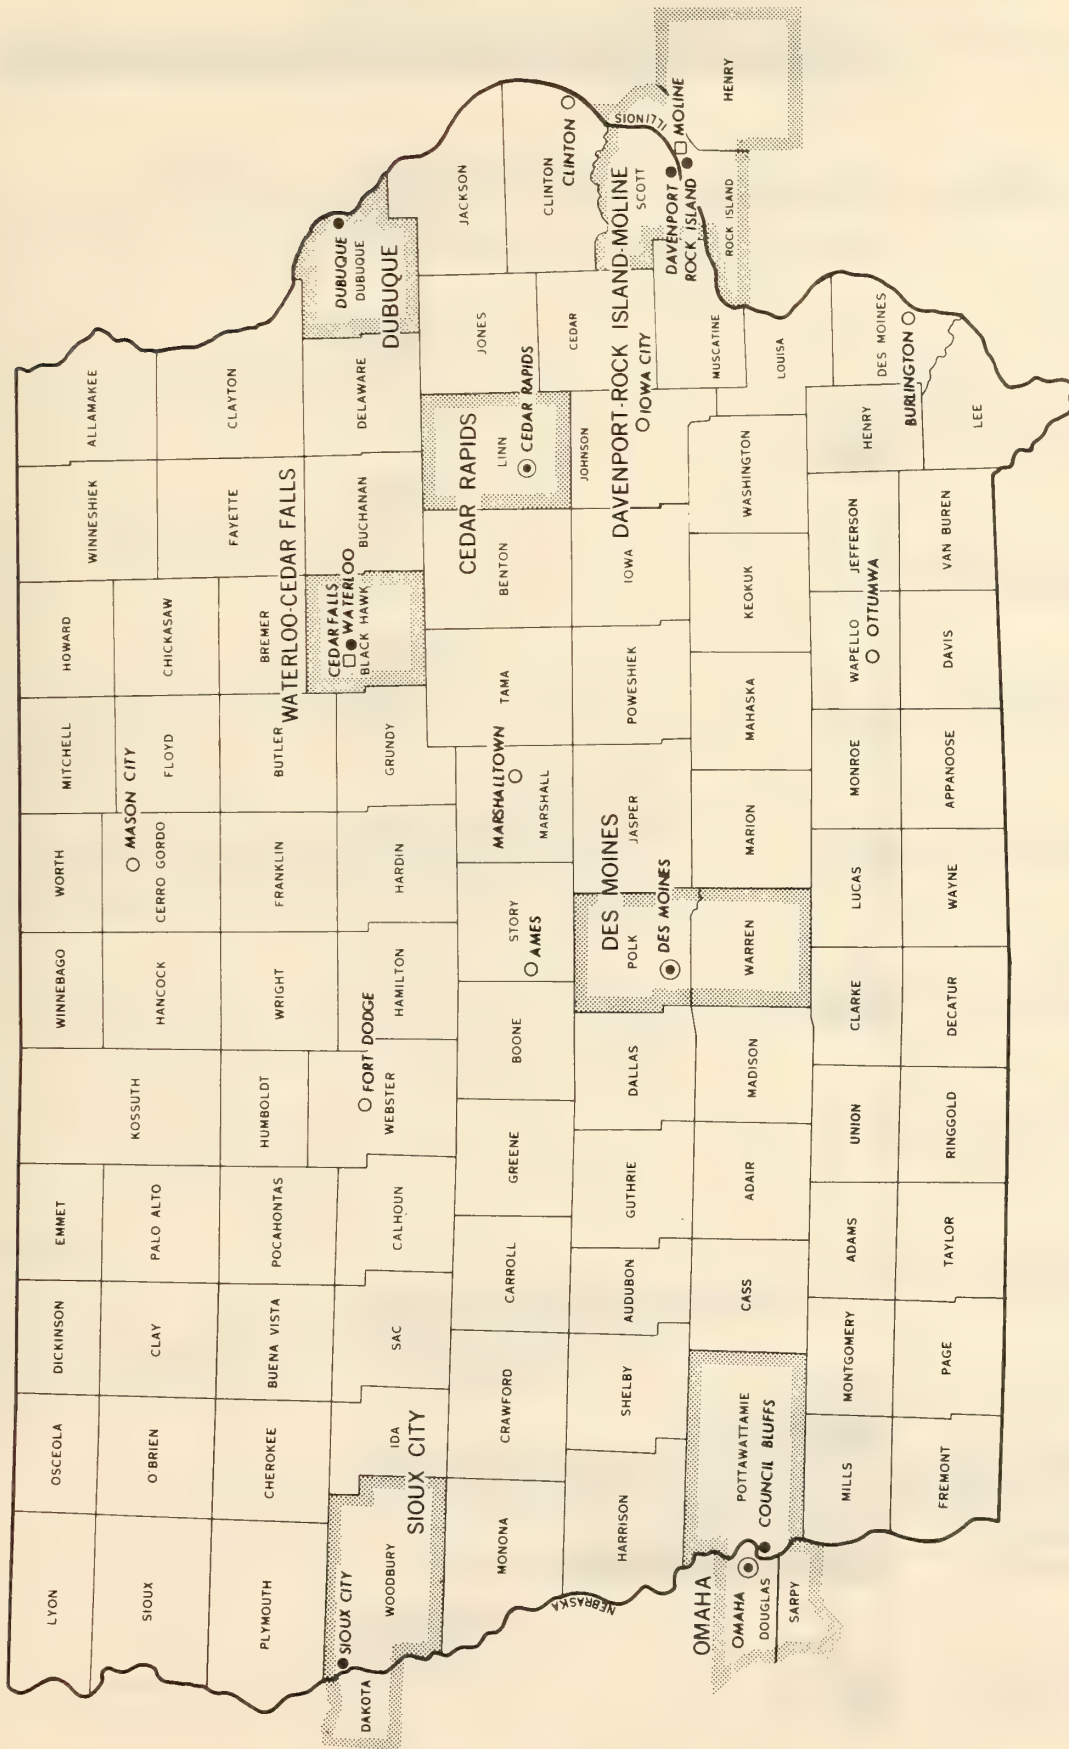 LYON
OSCEOLA
DICKINSON
EMMET
KOSSUTH
WINNEBAGO
WORTH
MITCHELL
HOWARD
WINNESHIEK
ALLAMAKEE
SIOUX
O'BRIEN
CLAY
PALO ALTO
HANCOCK
MASON CITY
CERRO GORDO
FLOYD
CHICKASAW
PLYMOUTH
CHEROKEE
BUENA VISTA
POCAHONTAS
HUMBOLDT
WRIGHT
FRANKLIN
BUTLER
BREMER
FAYETTE
CLAYTON
WATERLOO-CEDAR FALLS
SIOUX CITY
DAKOTA
WOODBURY
IDA
SIOUX CITY
SAC
CALHOUN
FORT DODGE
WEBSTER
HAMILTON
HARDIN
GRUNDY
CEDAR FALLS
WATERLOO
BLACK HAWK
BUCHANAN
DELAWARE
DUBUQUE
DUBUQUE
DUBUQUE
MONONA
CRAWFORD
CARROLL
GREENE
BOONE
STORY
AMES
MARSHALLTOWN
MARSHALL
TAMA
BENTON
CEDAR RAPIDS
LINN
CEDAR RAPIDS
JONES
JACKSON
CLINTON
CLINTON
NEBRASKA
HARRISON
SHELBY
AUDUBON
GUTHRIE
DALLAS
DES MOINES
POLK
DES MOINES
JASPER
POWESHIEK
IOWA
JOHNSON
IOWA CITY
CEDAR
DAVENPORT-ROCK ISLAND-MOLINE
SCOTT
ILLINOIS
DAVENPORT
ROCK ISLAND
MOLINE
ROCK ISLAND
HENRY
MUSCATINE
OMAHA
OMAHA
DOUGLAS
SARPY
POTTAWATTAMIE
COUNCIL BLUFFS
CASS
ADAIR
MADISON
WARREN
MARION
MAHASKA
KEOKUK
WASHINGTON
LOUISA
MILLS
MONTGOMERY
ADAMS
UNION
CLARKE
LUCAS
MONROE
WAPELLO
OTTUMWA
JEFFERSON
HENRY
DES MOINES
BURLINGTON
FREMONT
PAGE
TAYLOR
RINGGOLD
DECATUR
WAYNE
APPANOOSE
DAVIS
VAN BUREN
LEE